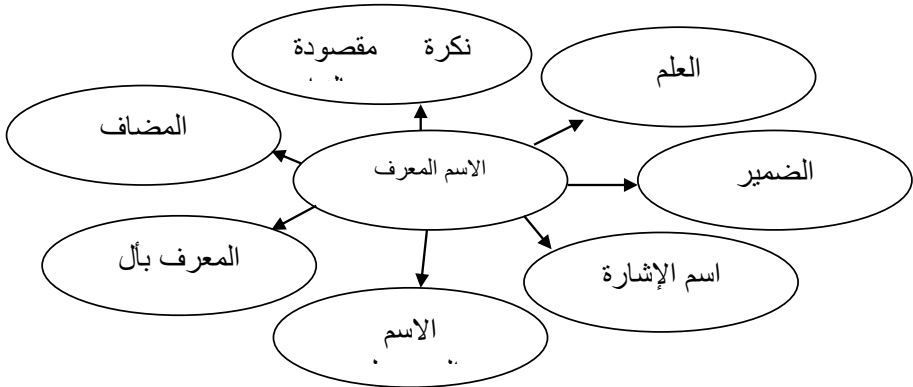 نكرة مقصودة
العلم
المضاف
الاسم المعرف
الضمير
المعرف بأل
اسم الإشارة
الاسم